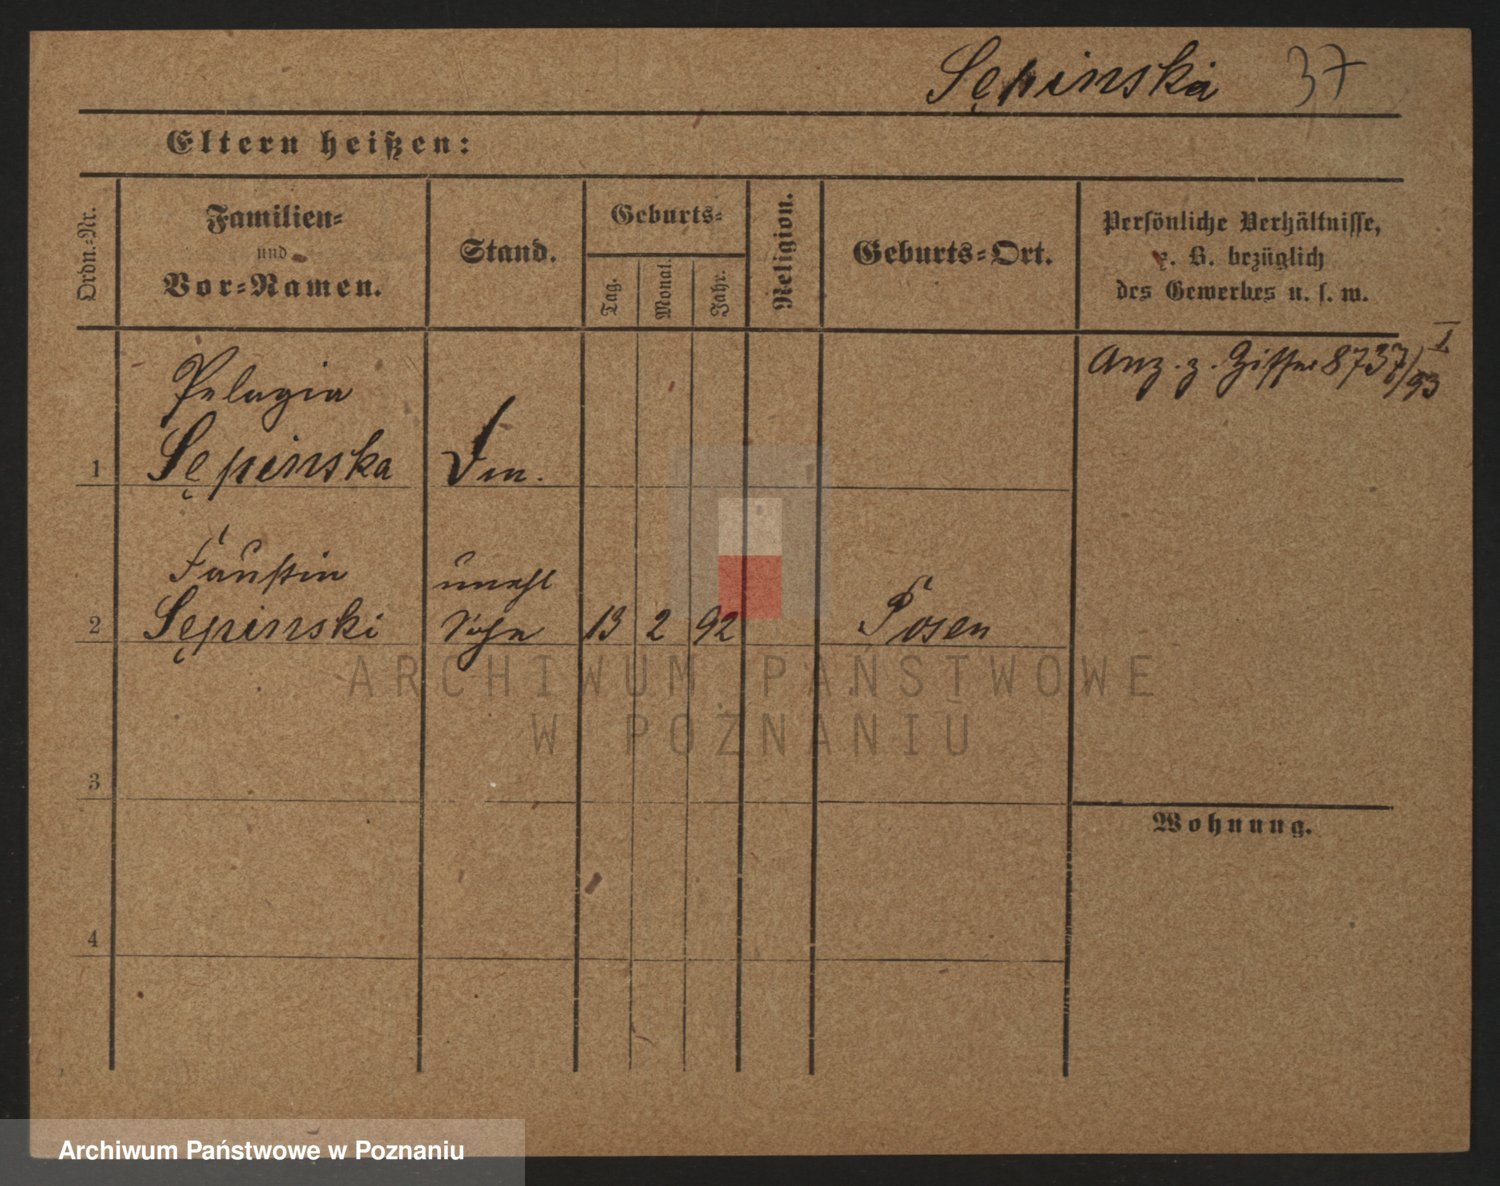 Sępinska 37
Eltern heißen:
Ordn.-Nr.
Familien-
und
Vor-Namen.
Stand.
Geburts-
Tag.
Monat.
Jahr.
Religion.
Geburts-Ort.
Persönliche Verhältnisse,
z. B. bezüglich
des Gewerbes u. s. w.
Pelagia
1 Sępinska
Anz. z. Ziffer 8737/93 I
Faustin unehl
2 Sępinski Sohn 13 2 92 Posen
3
Wohnung.
4
ARCHIWUM PAŃSTWOWE
W POZNANIU
Archiwum Państwowe w Poznaniu